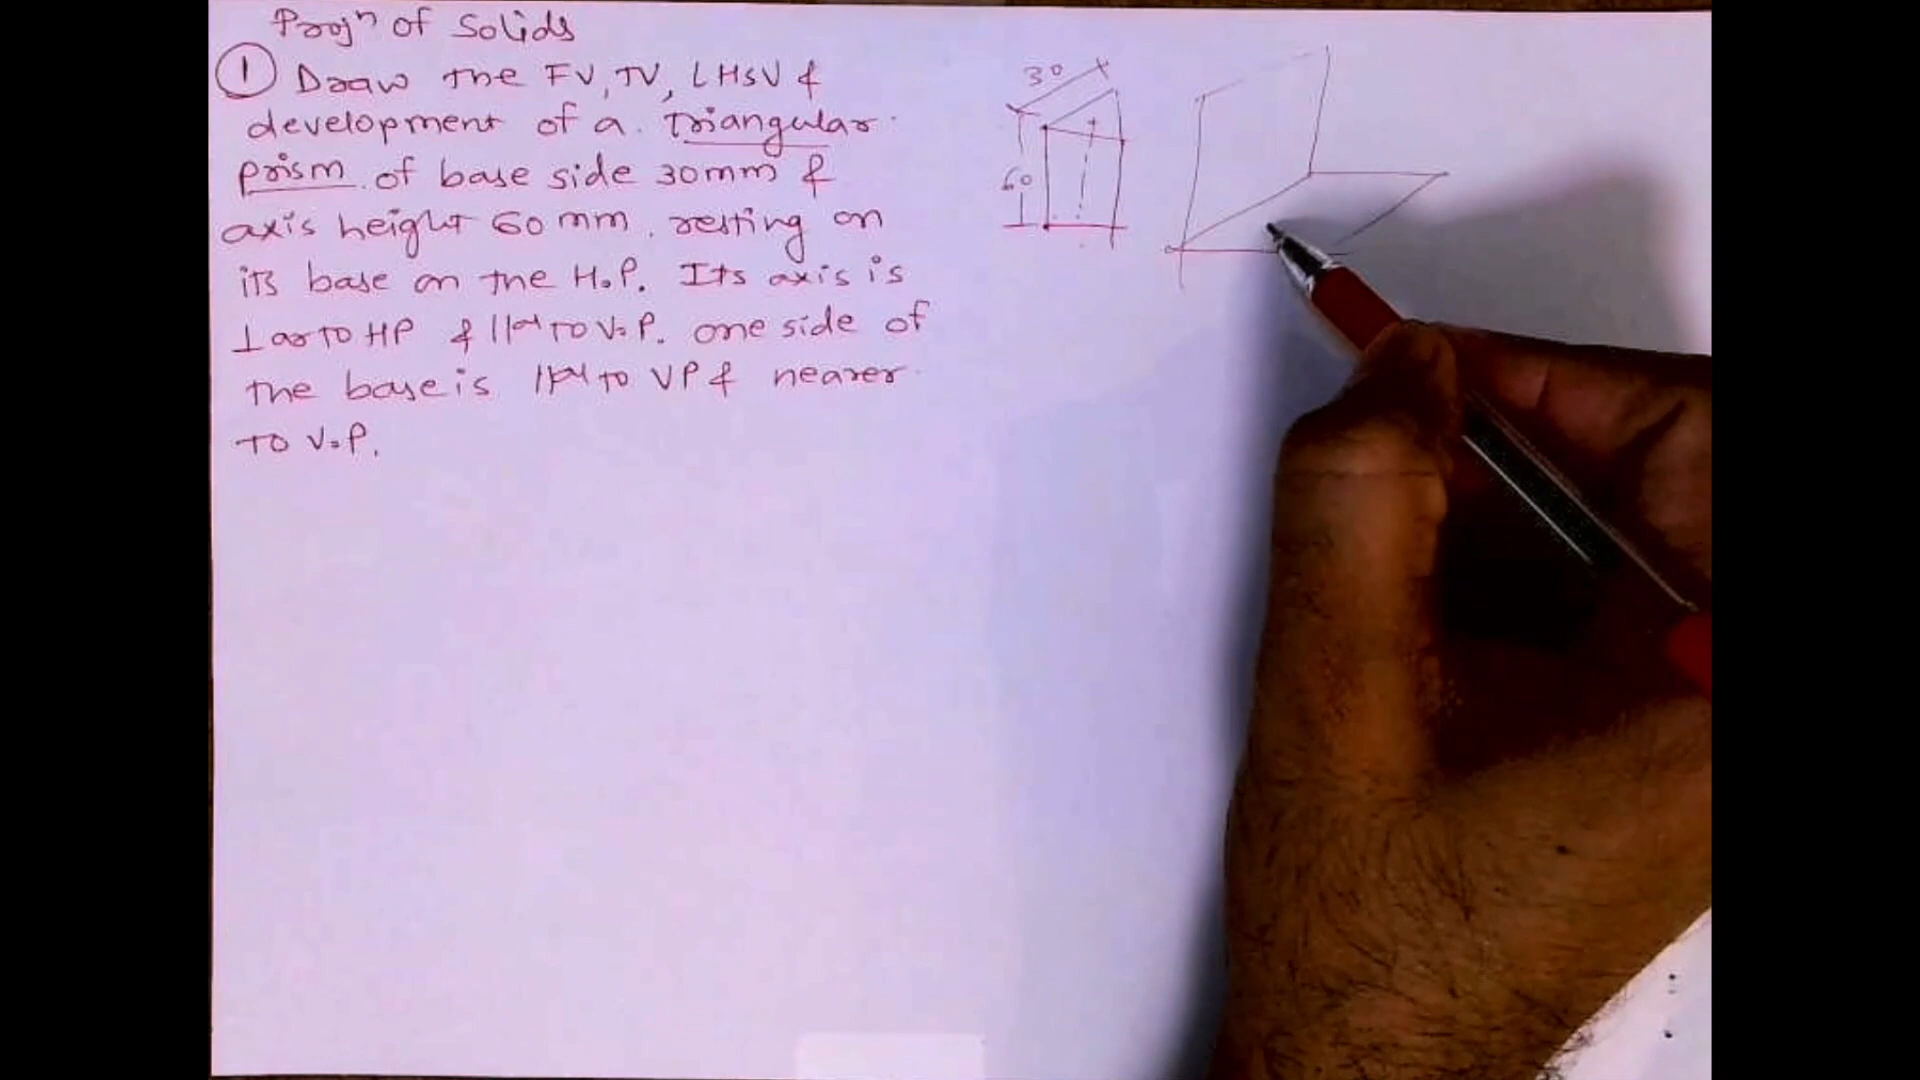 Projⁿ of Solids
① Draw the FV, TV, LHSV &
development of a Triangular
prism of base side 30mm &
axis height 60 mm, resting on
its base on the H.P. Its axis is
⊥ar to HP & ||el to V.P. one side of
the base is ||el to VP & nearer
to V.P.
30
60